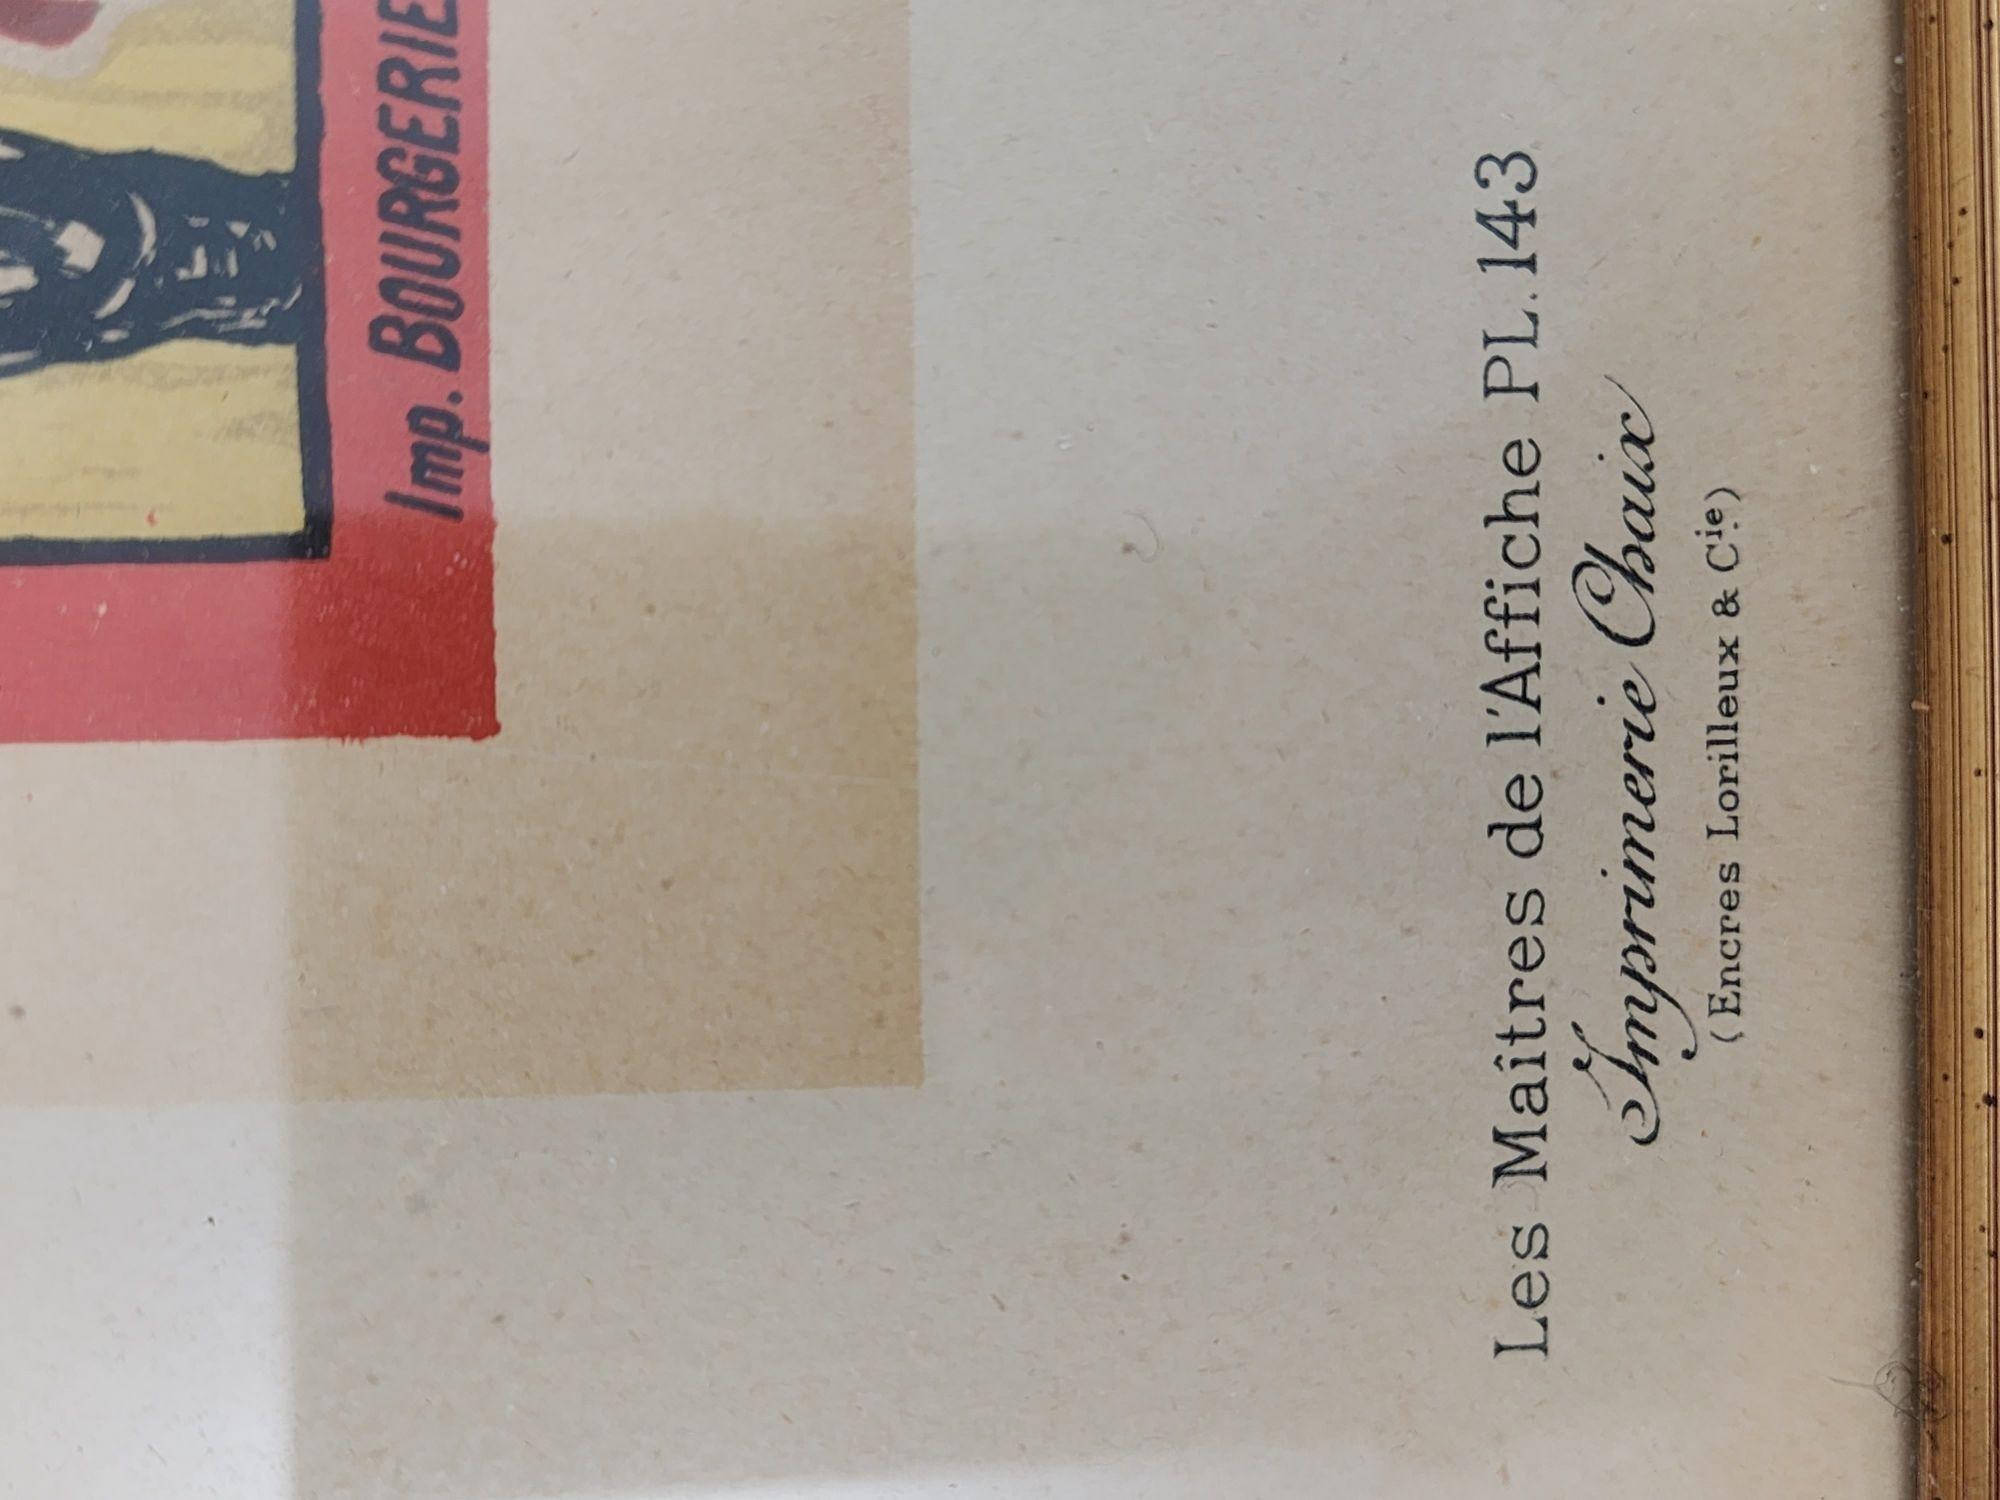 Imp. BOURGERIE
Les Maîtres de l'Affiche PL. 143
Imprimerie Chaix
(Encres Lorilleux & Cie.)